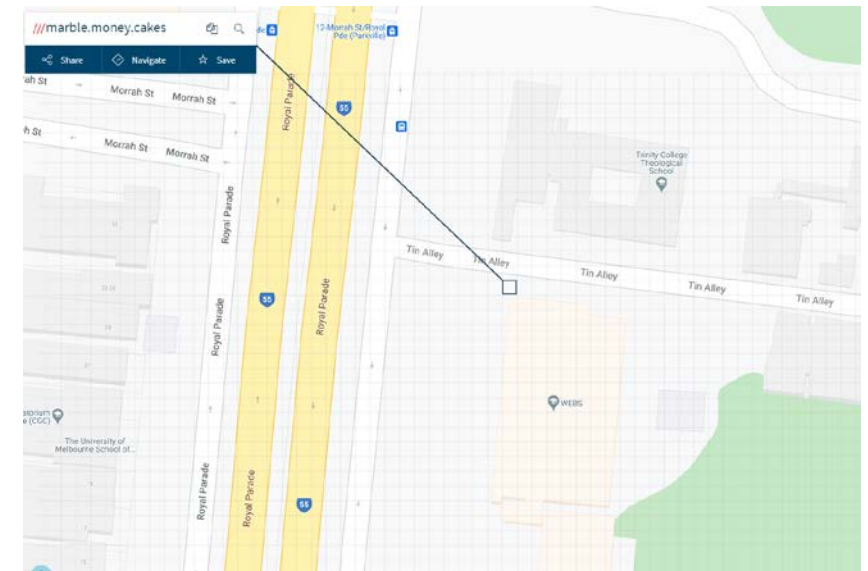 ///marble.money.cakes
Share
Navigate
Save
12-Morrah St/Royal
Pde (Parkville)
Morrah St
Morrah St
Morrah St
Morrah St
Royal Parade
55
Royal Parade
Trinity College
Theological
School
Tin Alley
Tin Alley
Tin Alley
Tin Alley
Tin Alley
55
Royal Parade
Royal Parade
WEBS
(CGC)
The University of
Melbourne School of...
Royal Parade
Royal Parade
55